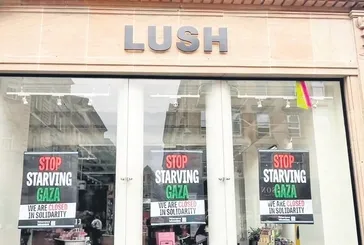 LUSH
STOP
STARVING
GAZA
WE ARE CLOSED
IN SOLIDARITY
STOP
STARVING
GAZA
WE ARE CLOSED
IN SOLIDARITY
STOP
STARVING
GAZA
WE ARE CLOSED
IN SOLIDARITY